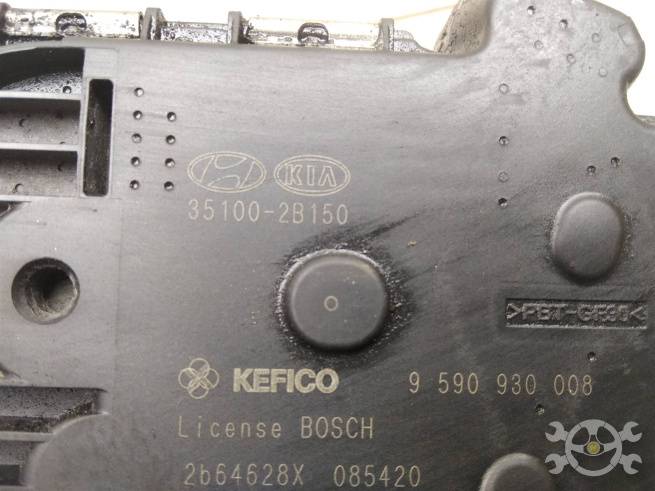 KIA
35100-2B150
>PBT-GF30<
KEFICO 9 590 930 008
License BOSCH
2b64628X 085420